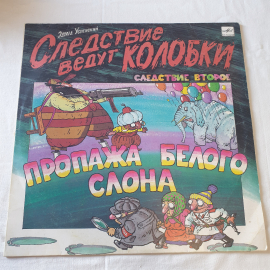 Эдуард Успенский
СЛЕДСТВИЕ
ВЕДУТ КОЛОБКИ
СЛЕДСТВИЕ ВТОРОЕ
ПРОПАЖА БЕЛОГО
СЛОНА